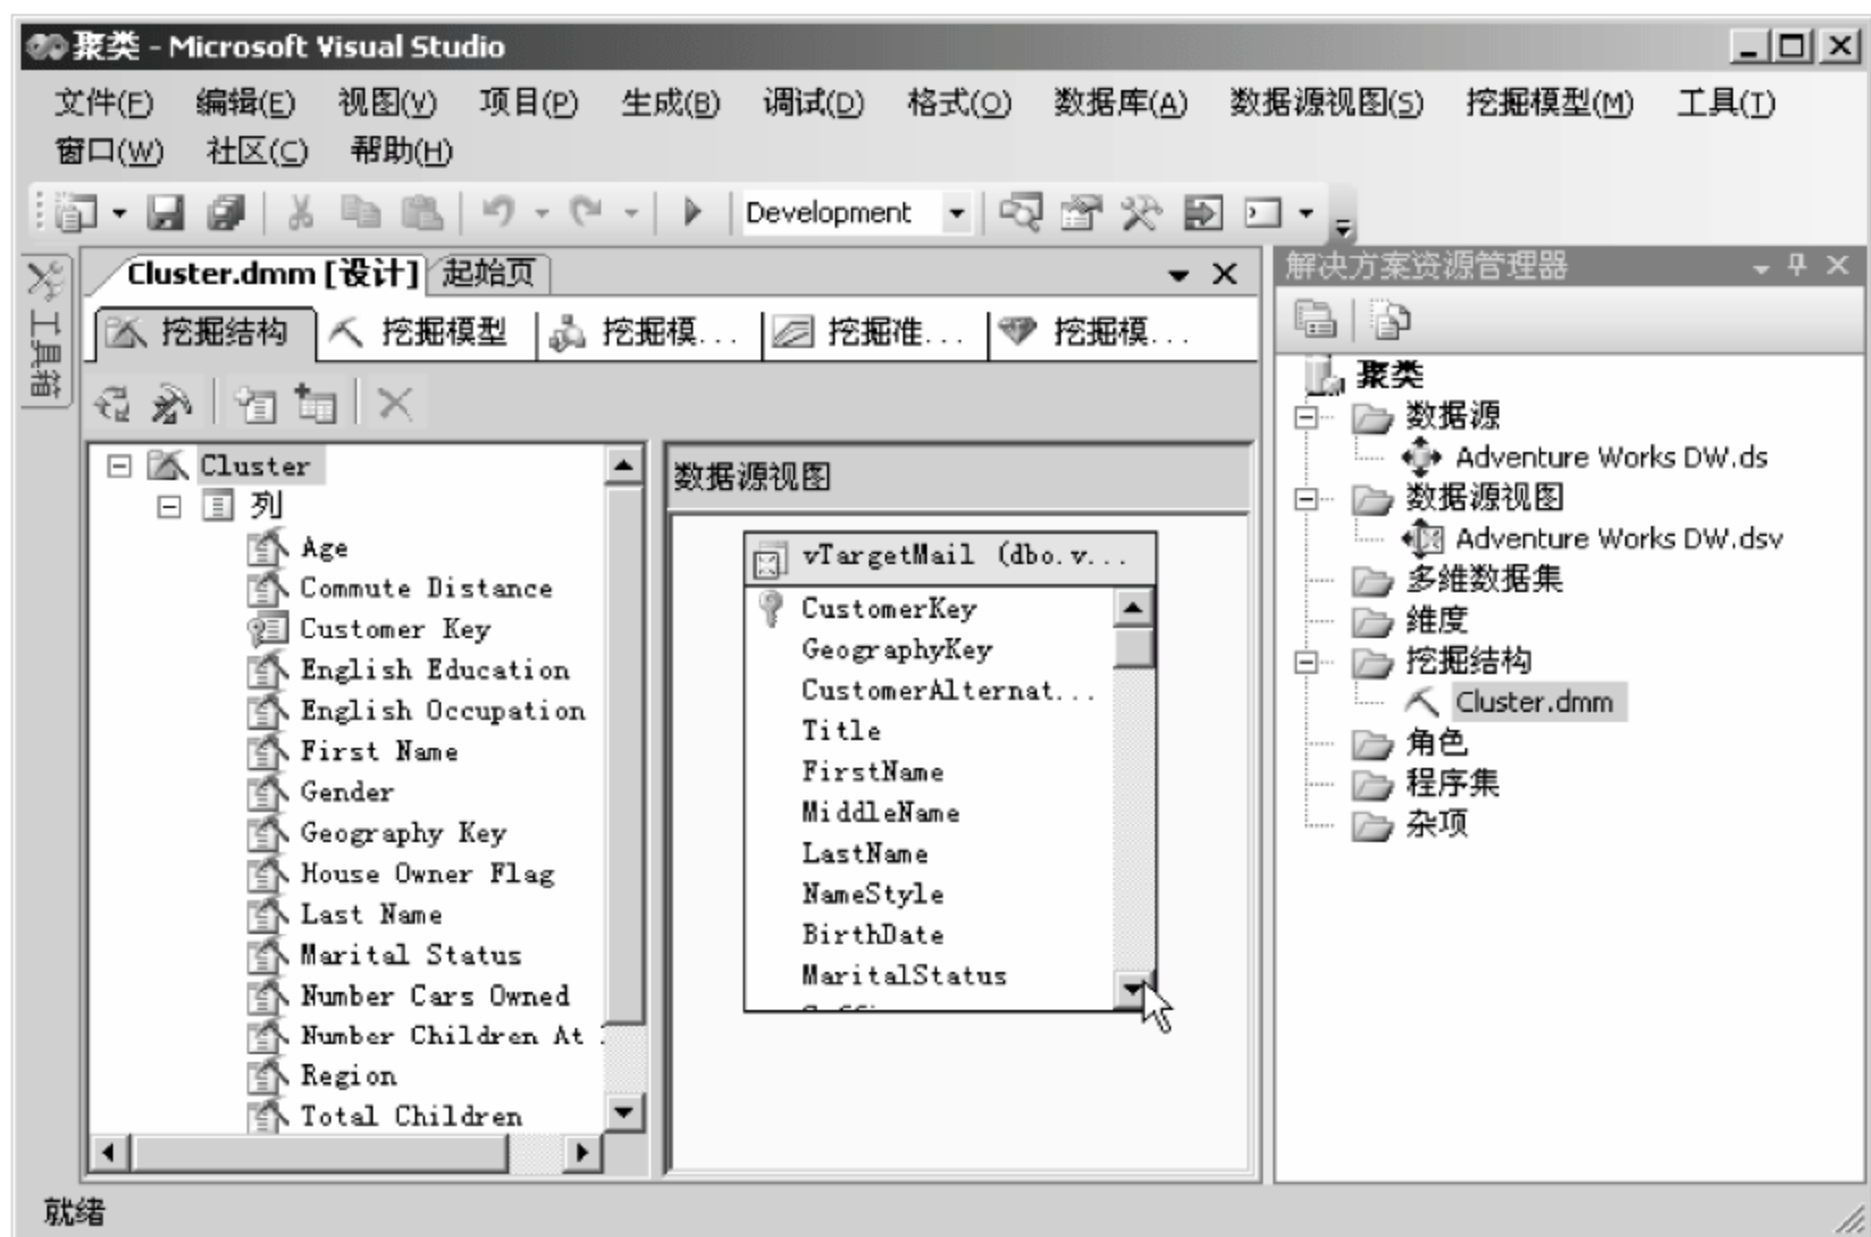 聚类 - Microsoft Visual Studio
文件(F) 编辑(E) 视图(V) 项目(P) 生成(B) 调试(D) 格式(O) 数据库(A) 数据源视图(S) 挖掘模型(M) 工具(T)
窗口(W) 社区(C) 帮助(H)
Development
工具箱
Cluster.dmm [设计] 起始页
挖掘结构 挖掘模型 挖掘模... 挖掘准... 挖掘模...
Cluster
列
Age
Commute Distance
Customer Key
English Education
English Occupation
First Name
Gender
Geography Key
House Owner Flag
Last Name
Marital Status
Number Cars Owned
Number Children At
Region
Total Children
数据源视图
vTargetMail (dbo.v...
CustomerKey
GeographyKey
CustomerAlternat...
Title
FirstName
MiddleName
LastName
NameStyle
BirthDate
MaritalStatus
解决方案资源管理器
聚类
数据源
Adventure Works DW.ds
数据源视图
Adventure Works DW.dsv
多维数据集
维度
挖掘结构
Cluster.dmm
角色
程序集
杂项
就绪